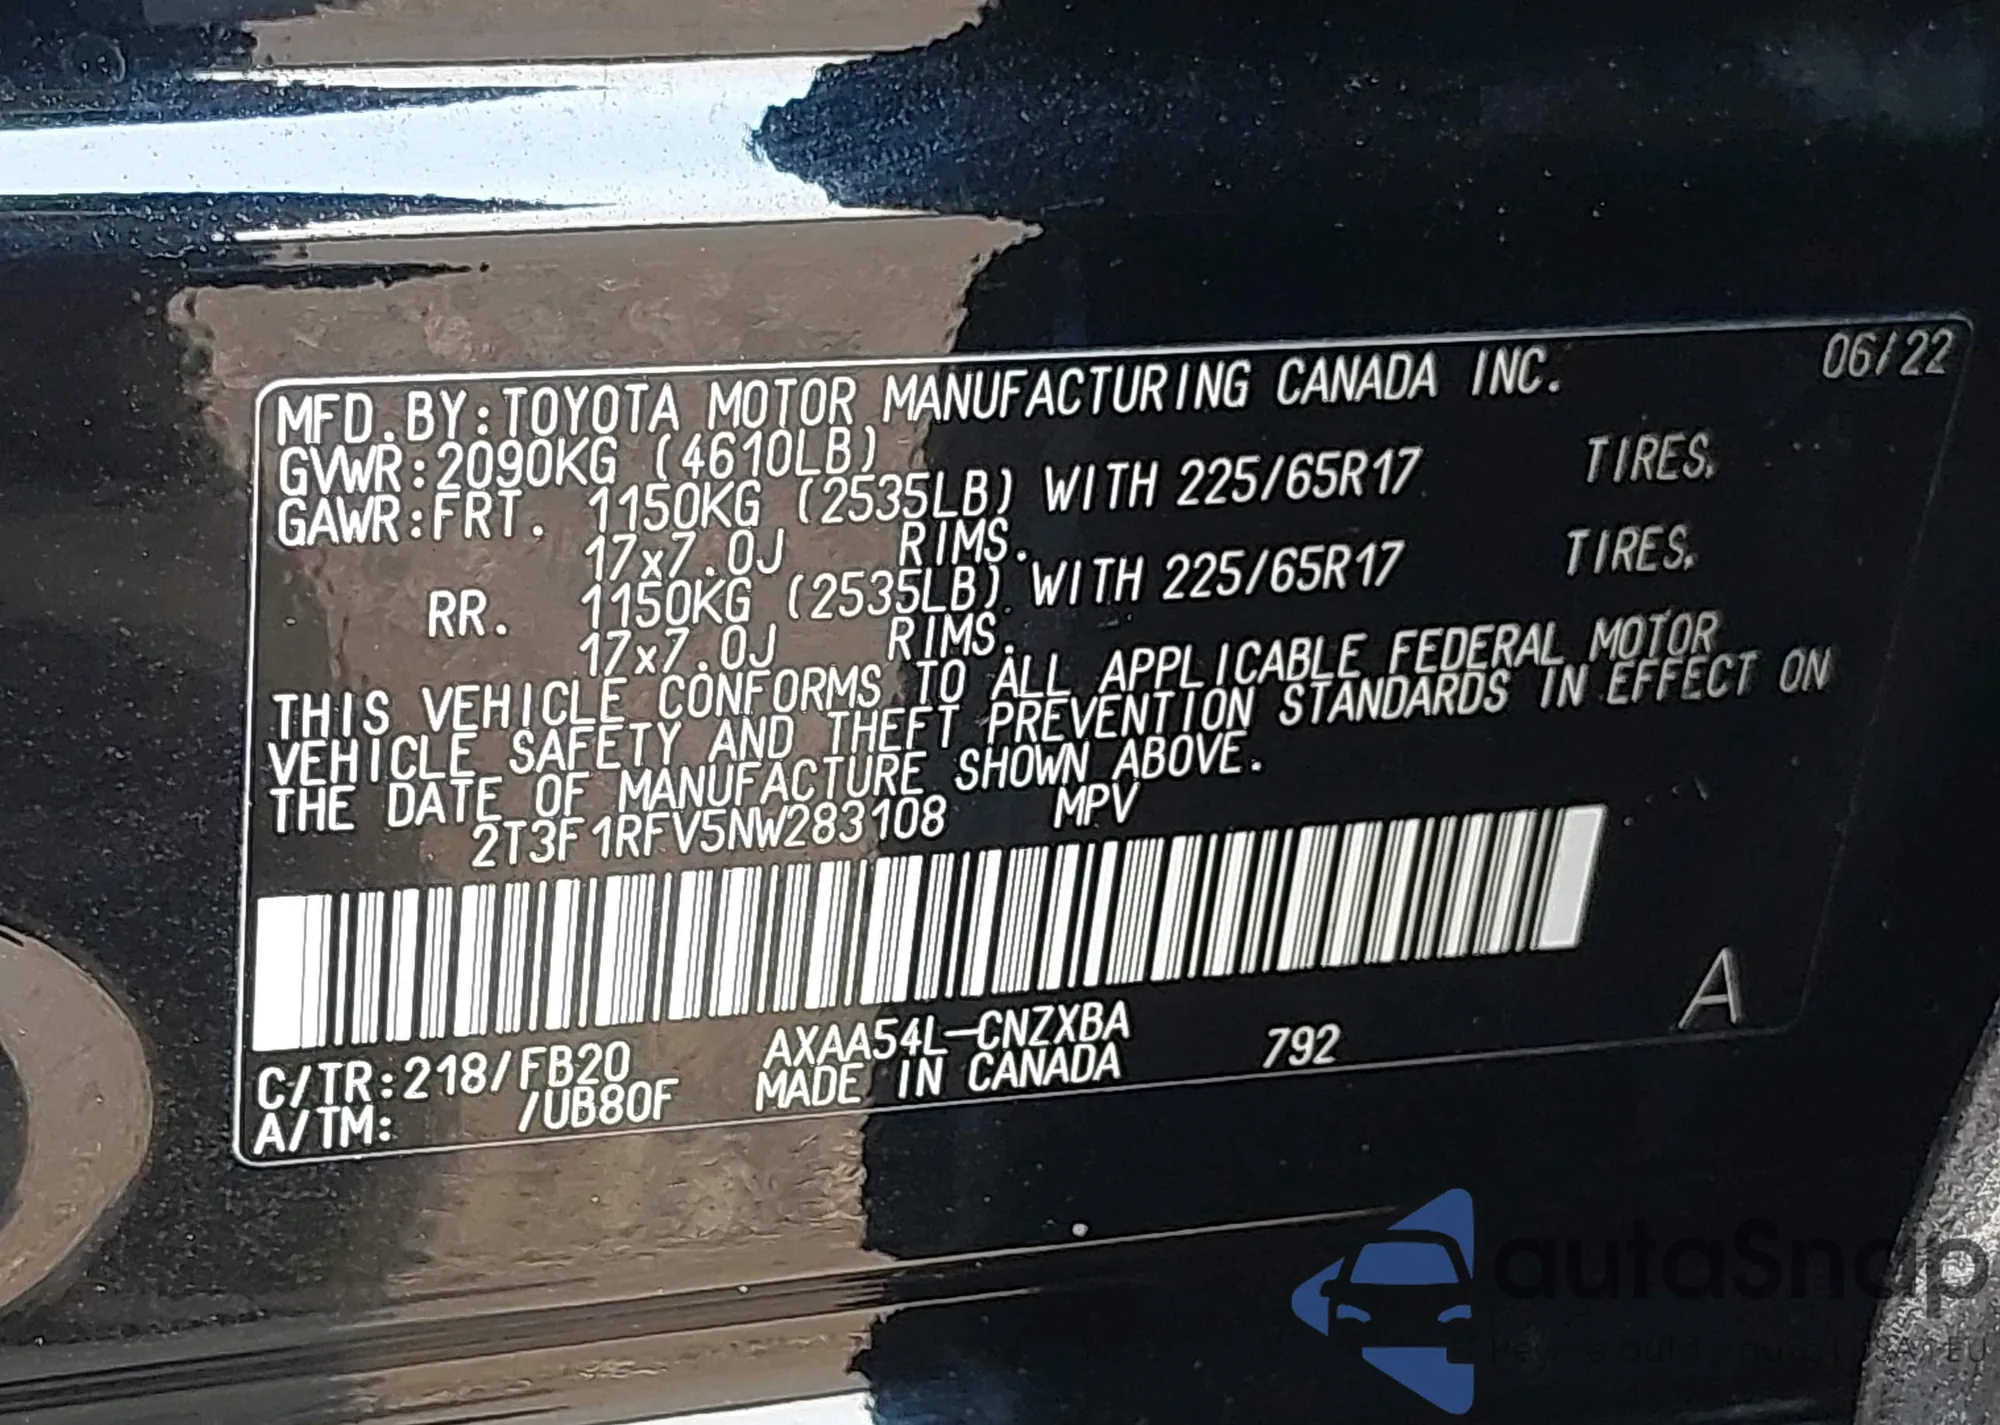 06/22
MFD.BY:TOYOTA MOTOR MANUFACTURING CANADA INC.
GVWR:2090KG (4610LB)
GAWR:FRT. 1150KG (2535LB) WITH 225/65R17 TIRES,
17x7.0J RIMS.
RR. 1150KG (2535LB) WITH 225/65R17 TIRES,
17x7.0J RIMS.
THIS VEHICLE CONFORMS TO ALL APPLICABLE FEDERAL MOTOR
VEHICLE SAFETY AND THEFT PREVENTION STANDARDS IN EFFECT ON
THE DATE OF MANUFACTURE SHOWN ABOVE.
2T3F1RFV5NW283108 MPV
A
C/TR:218/FB20 AXAA54L-CNZXBA 792
A/TM: /UB80F MADE IN CANADA
autaSnap